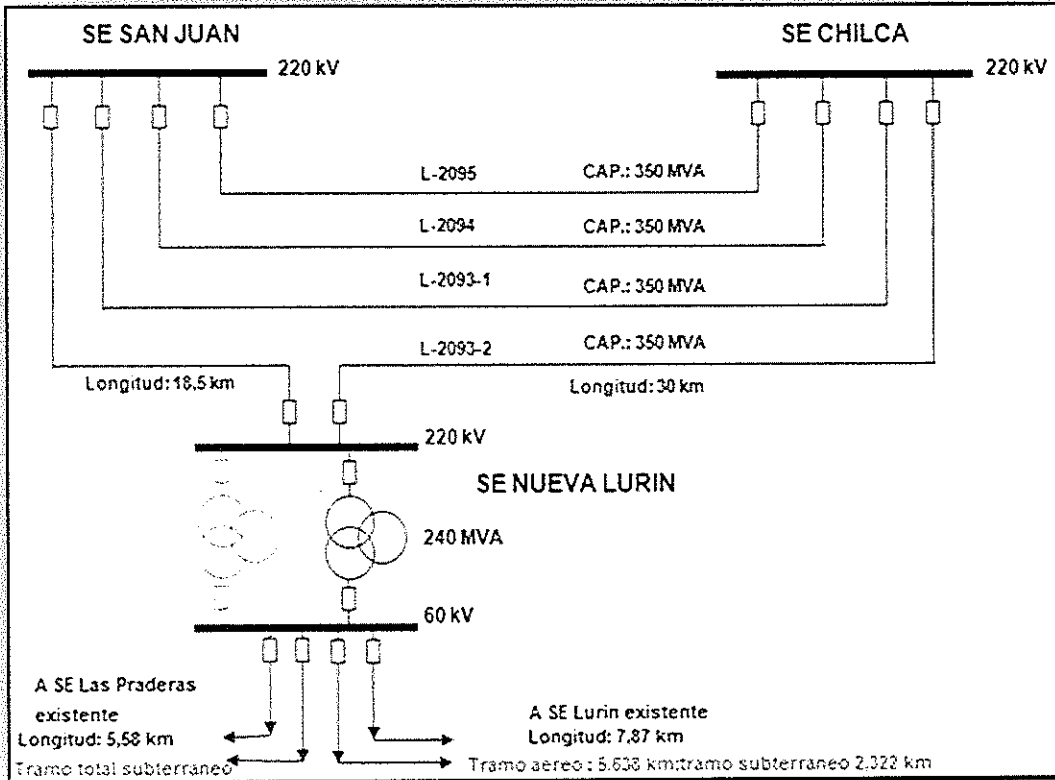 SE SAN JUAN
SE CHILCA
220 kV
220 kV
L-2095
CAP.: 350 MVA
L-2094
CAP.: 350 MVA
L-2093-1
CAP.: 350 MVA
L-2093-2
CAP.: 350 MVA
Longitud: 18,5 km
Longitud: 30 km
220 kV
SE NUEVA LURIN
240 MVA
60 kV
A SE Las Praderas
existente
Longitud: 5,58 km
Tramo total subterráneo
A SE Lurin existente
Longitud: 7,87 km
Tramo aereo : 5.638 km;tramo subterraneo 2,322 km